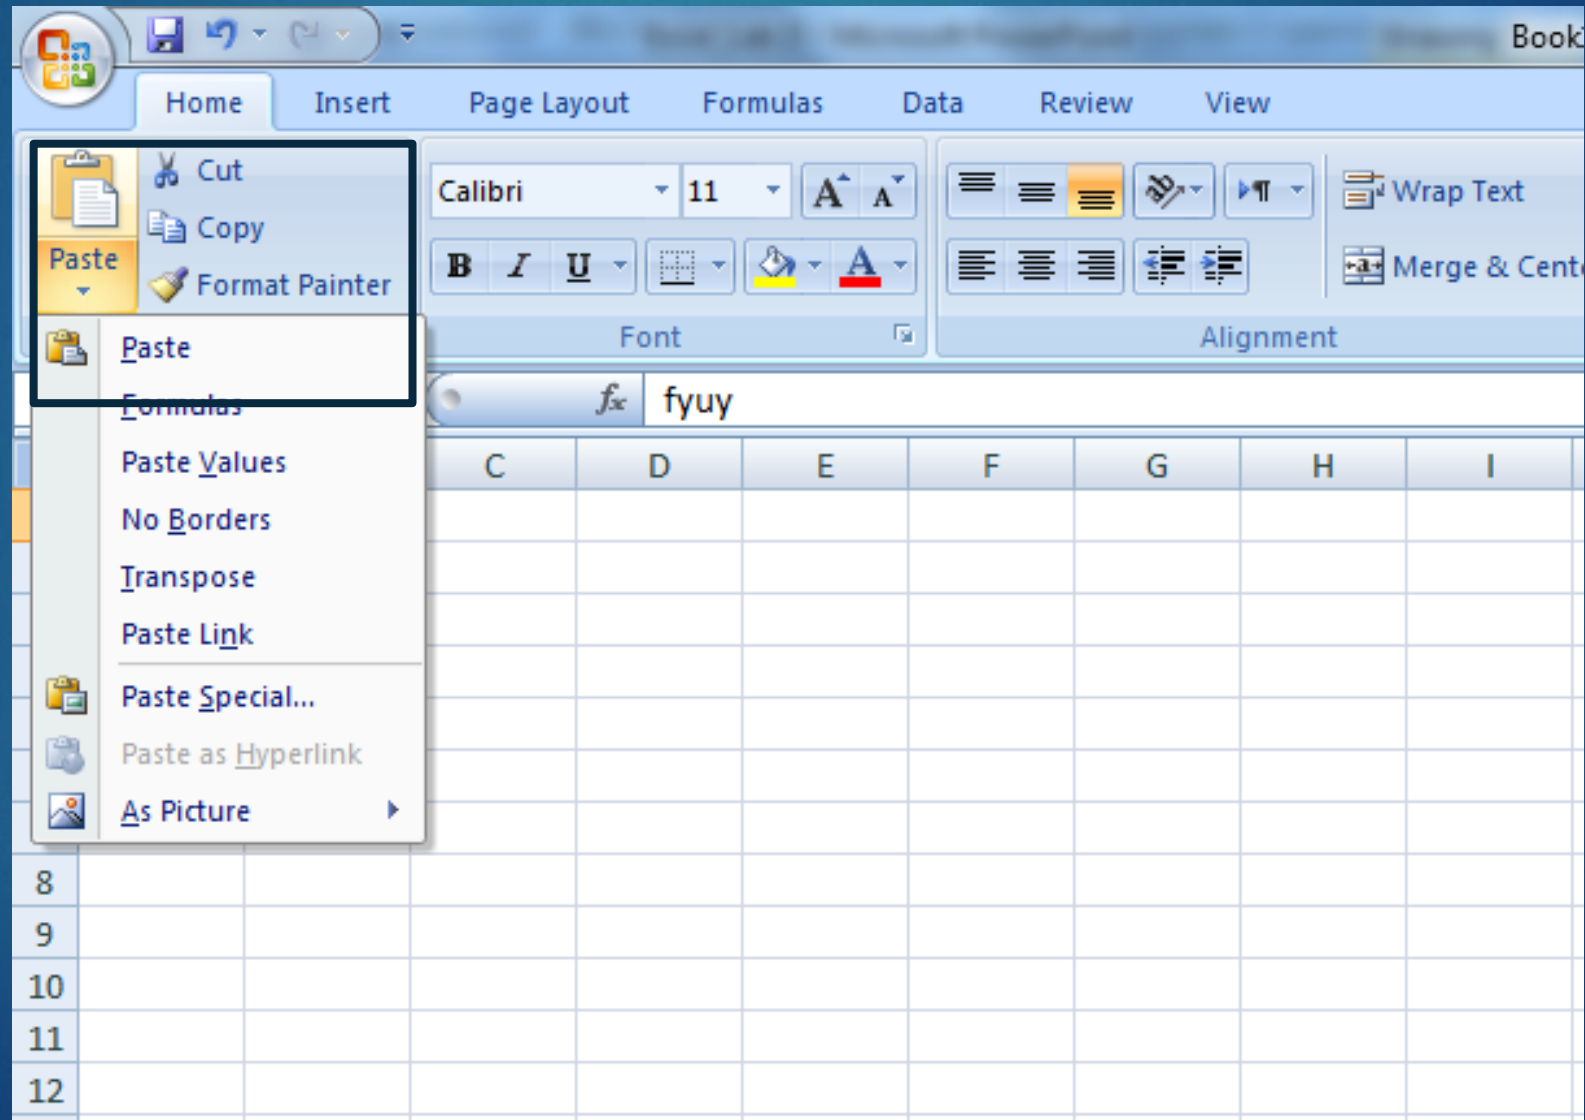 Book
Home Insert Page Layout Formulas Data Review View
Cut
Copy
Format Painter
Paste
Calibri 11 A A
Wrap Text
B I U A
Merge & Cent
Font Alignment
Paste
Formulas
Paste Values
No Borders
Transpose
Paste Link
Paste Special...
Paste as Hyperlink
As Picture
fx fyuy
C D E F G H I
8
9
10
11
12